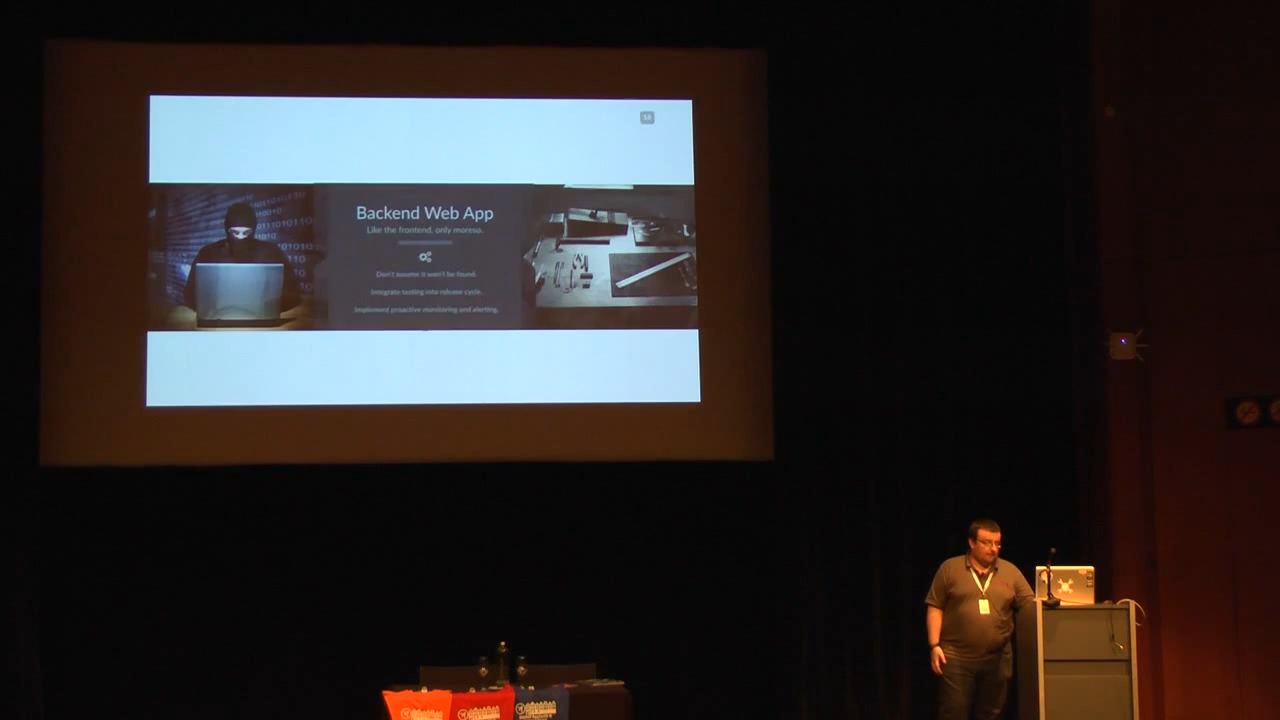 18
Backend Web App
Like the frontend, only moreso.
Don't assume it won't be found.
Integrate testing into release cycle.
Implement proactive monitoring and alerting.